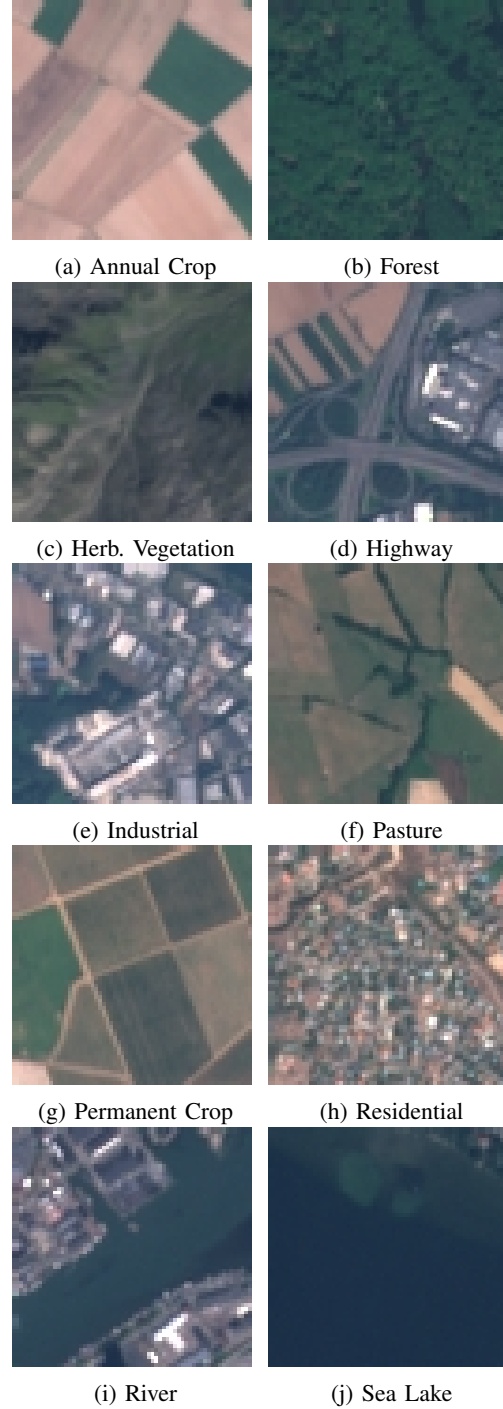 (a) Annual Crop
(b) Forest
(c) Herb. Vegetation
(d) Highway
(e) Industrial
(f) Pasture
(g) Permanent Crop
(h) Residential
(i) River
(j) Sea Lake